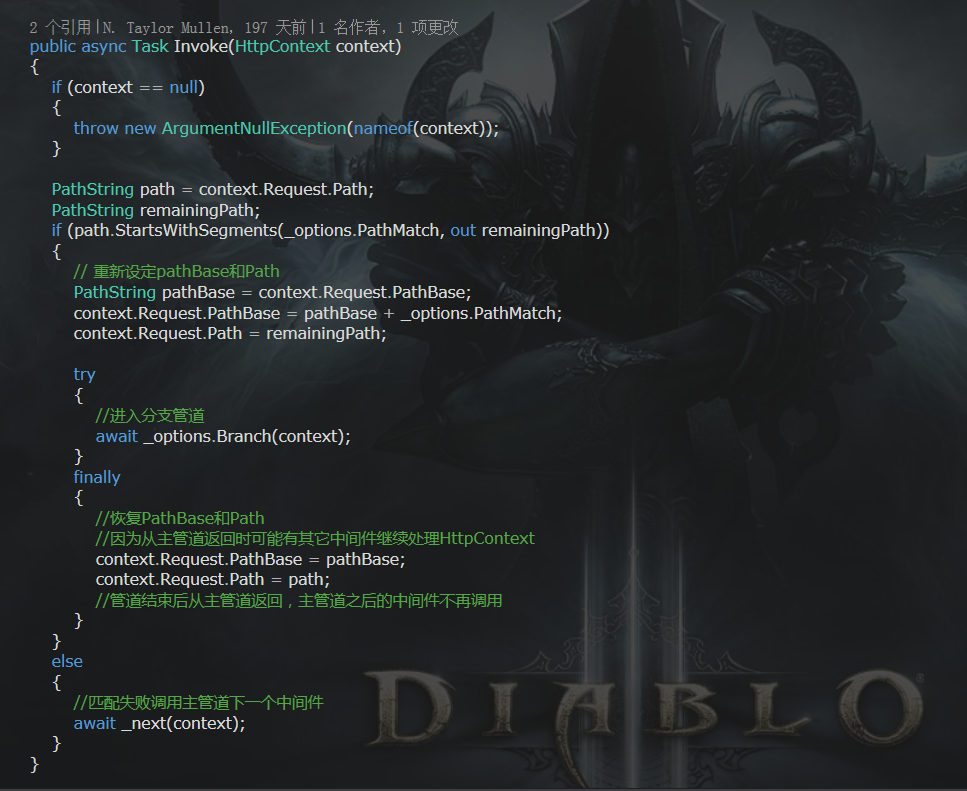 2 个引用|N. Taylor Mullen, 197 天前|1 名作者, 1 项更改
public async Task Invoke(HttpContext context)
{
if (context == null)
{
throw new ArgumentNullException(nameof(context));
}
PathString path = context.Request.Path;
PathString remainingPath;
if (path.StartsWithSegments(_options.PathMatch, out remainingPath))
{
// 重新设定pathBase和Path
PathString pathBase = context.Request.PathBase;
context.Request.PathBase = pathBase + _options.PathMatch;
context.Request.Path = remainingPath;
try
{
//进入分支管道
await _options.Branch(context);
}
finally
{
//恢复PathBase和Path
//因为从主管道返回时可能有其它中间件继续处理HttpContext
context.Request.PathBase = pathBase;
context.Request.Path = path;
//管道结束后从主管道返回，主管道之后的中间件不再调用
}
}
else
{
//匹配失败调用主管道下一个中间件
await _next(context);
}
}
DIABLO